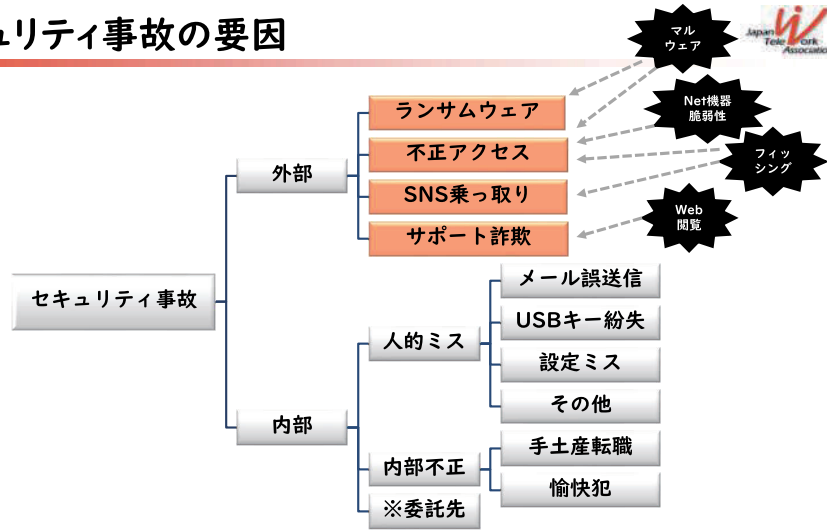 ュリティ事故の要因
Japan
Tele Work
Association
マル
ウェア
Net機器
脆弱性
フィッ
シング
Web
閲覧
ランサムウェア
不正アクセス
SNS乗っ取り
サポート詐欺
外部
セキュリティ事故
メール誤送信
USBキー紛失
人的ミス
設定ミス
その他
内部
手土産転職
内部不正
愉快犯
※委託先